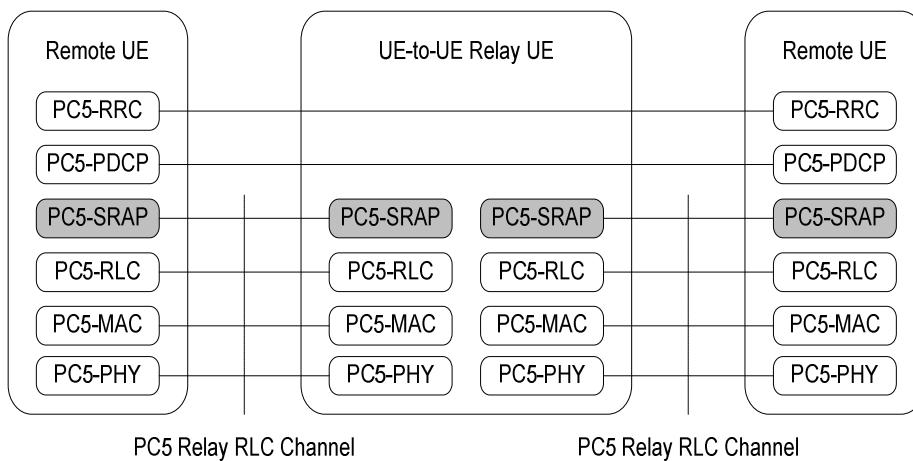 Remote UE
UE-to-UE Relay UE
Remote UE
PC5-RRC
PC5-RRC
PC5-PDCP
PC5-PDCP
PC5-SRAP
PC5-SRAP
PC5-SRAP
PC5-SRAP
PC5-RLC
PC5-RLC
PC5-RLC
PC5-RLC
PC5-MAC
PC5-MAC
PC5-MAC
PC5-MAC
PC5-PHY
PC5-PHY
PC5-PHY
PC5-PHY
PC5 Relay RLC Channel
PC5 Relay RLC Channel